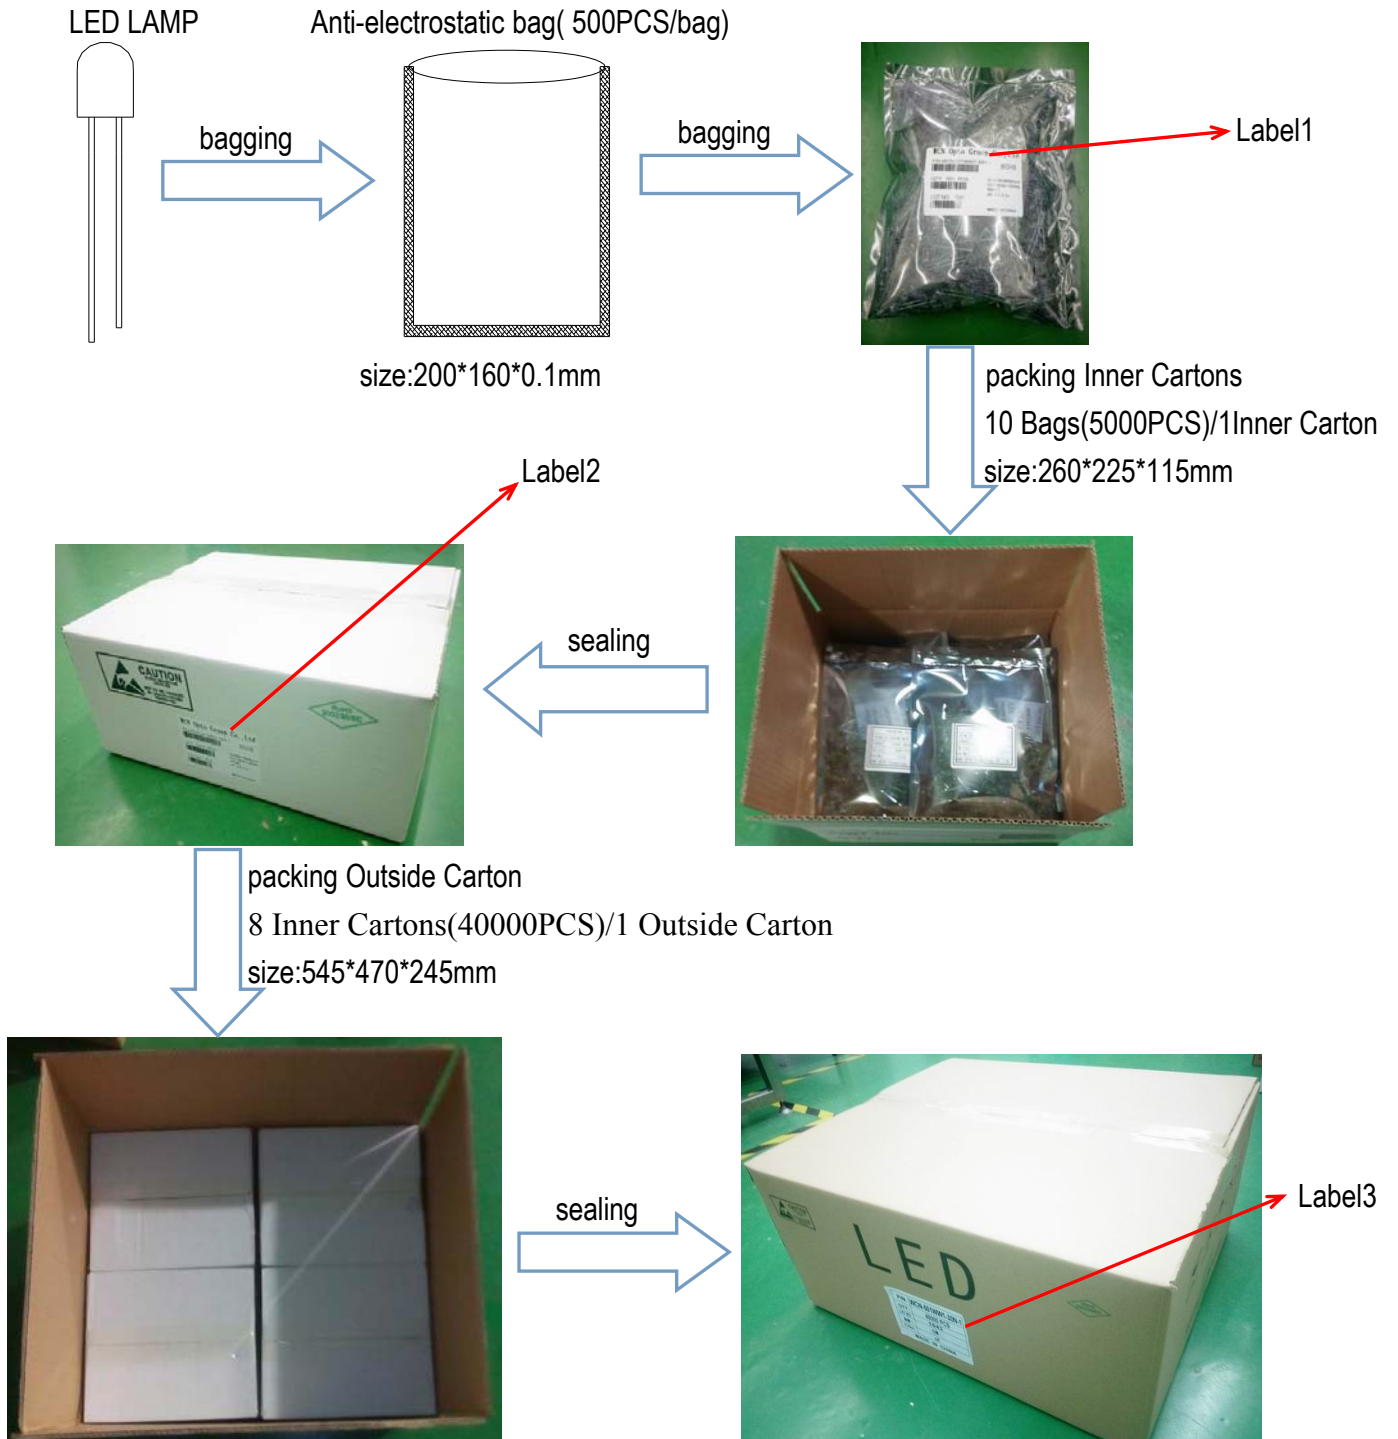 LED LAMP
Anti-electrostatic bag( 500PCS/bag)
bagging
bagging
Label1
size:200*160*0.1mm
packing Inner Cartons
10 Bags(5000PCS)/1Inner Carton
size:260*225*115mm
Label2
sealing
CAUTION
packing Outside Carton
8 Inner Cartons(40000PCS)/1 Outside Carton
size:545*470*245mm
sealing
Label3
LED